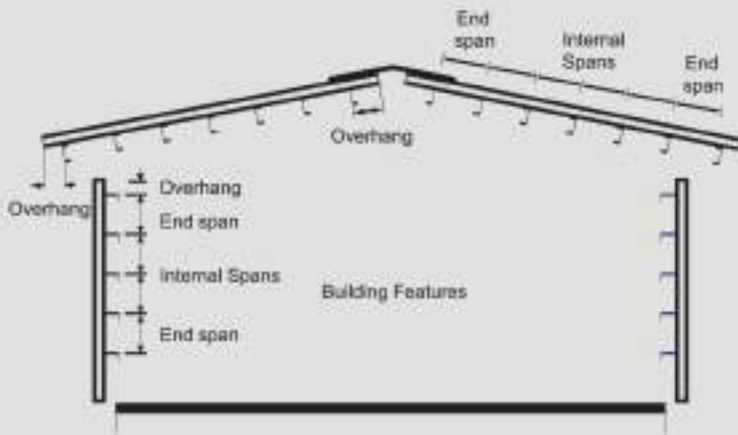 End
span
Internal
Spans
End
span
Overhang
Overhang
Overhang
End span
Internal Spans
Building Features
End span